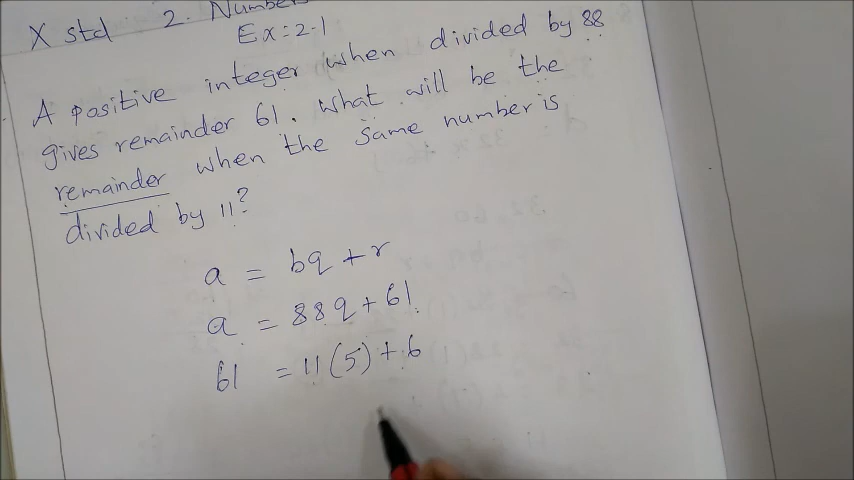 X std 2. Numbers
Ex: 2.1
A positive integer when divided by 88
gives remainder 61. What will be the
remainder when the same number is
divided by 11?
a = bq + r
a = 88q + 61
61 = 11(5) + 6